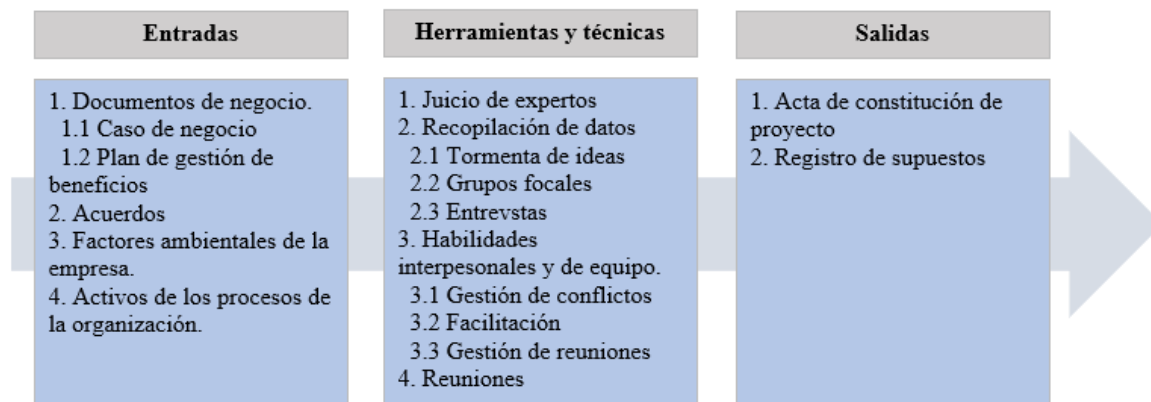 Entradas
1. Documentos de negocio.
1.1 Caso de negocio
1.2 Plan de gestión de
beneficios
2. Acuerdos
3. Factores ambientales de la
empresa.
4. Activos de los procesos de
la organización.
Herramientas y técnicas
1. Juicio de expertos
2. Recopilación de datos
2.1 Tormenta de ideas
2.2 Grupos focales
2.3 Entrevstas
3. Habilidades
interpesonales y de equipo.
3.1 Gestión de conflictos
3.2 Facilitación
3.3 Gestión de reuniones
4. Reuniones
Salidas
1. Acta de constitución de
proyecto
2. Registro de supuestos